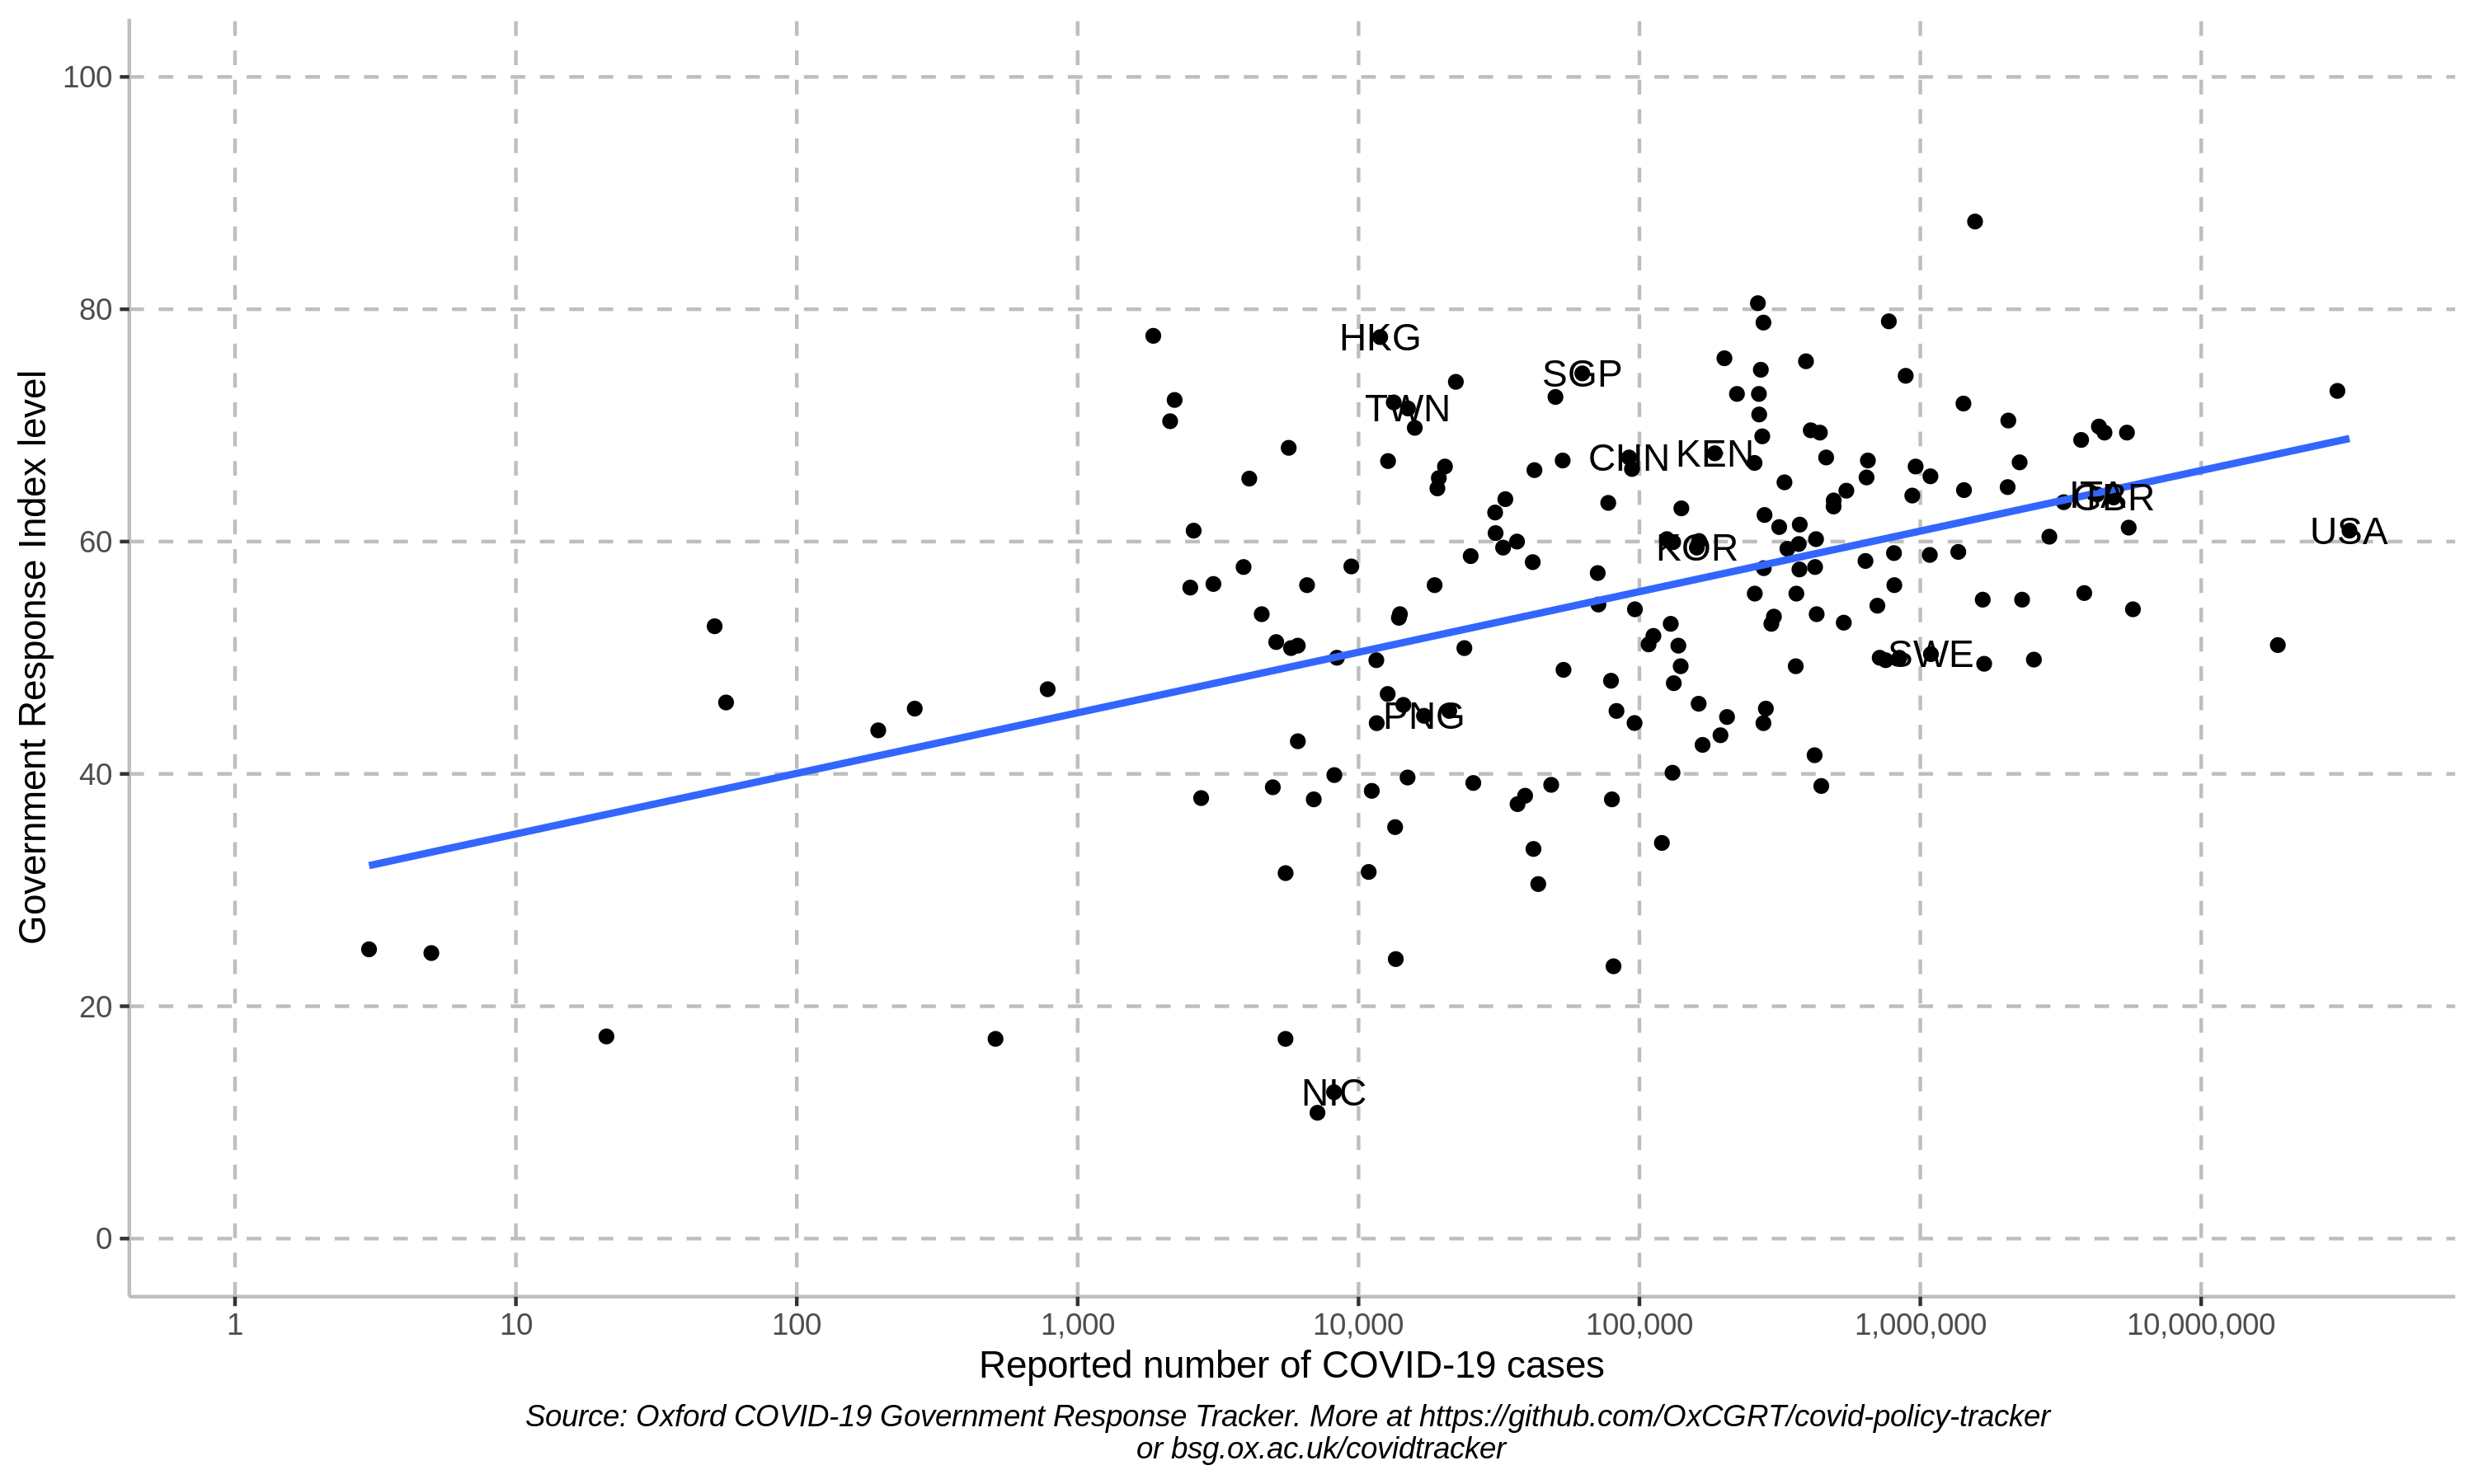 100
80
60
40
20
0
Government Response Index level
HKG
SGP
TWN
CHN
KEN
ITA
GBR
USA
KOR
SWE
PNG
NIC
1
10
100
1,000
10,000
100,000
1,000,000
10,000,000
Reported number of COVID-19 cases
Source: Oxford COVID-19 Government Response Tracker. More at https://github.com/OxCGRT/covid-policy-tracker
or bsg.ox.ac.uk/covidtracker